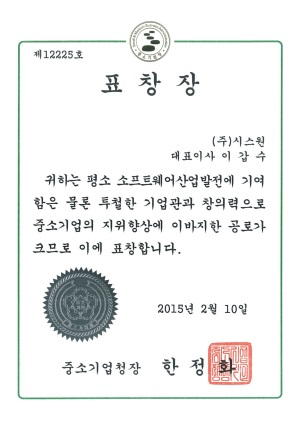 제12225호
표창장
(주)시스원
대표이사 이갑수
귀하는 평소 소프트웨어산업발전에 기여
함은 물론 투철한 기업관과 창의력으로
중소기업의 지위향상에 이바지한 공로가
크므로 이에 표창합니다.
2015년 2월 10일
중소기업청장 한정화